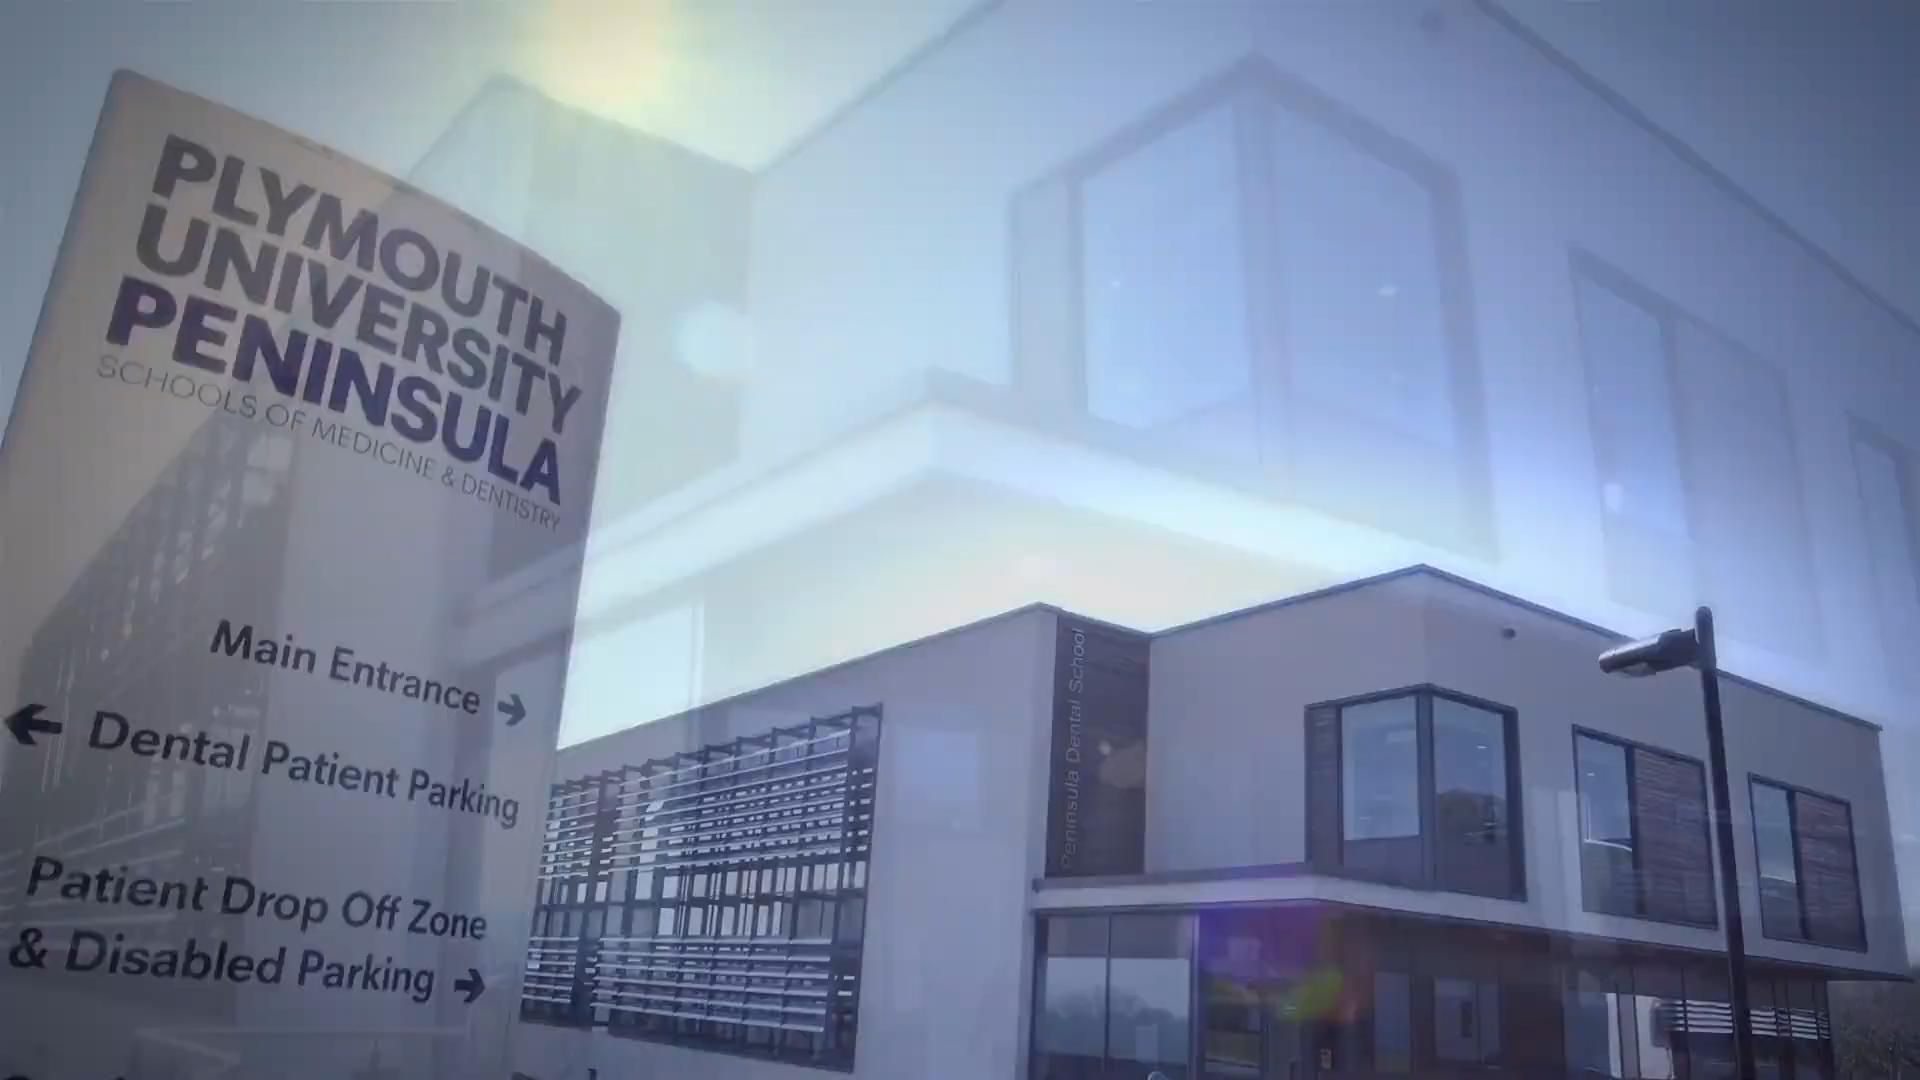 PLYMOUTH
UNIVERSITY
PENINSULA
SCHOOLS OF MEDICINE & DENTISTRY
Main Entrance →
← Dental Patient Parking
Patient Drop Off Zone
& Disabled Parking →
Peninsula Dental School